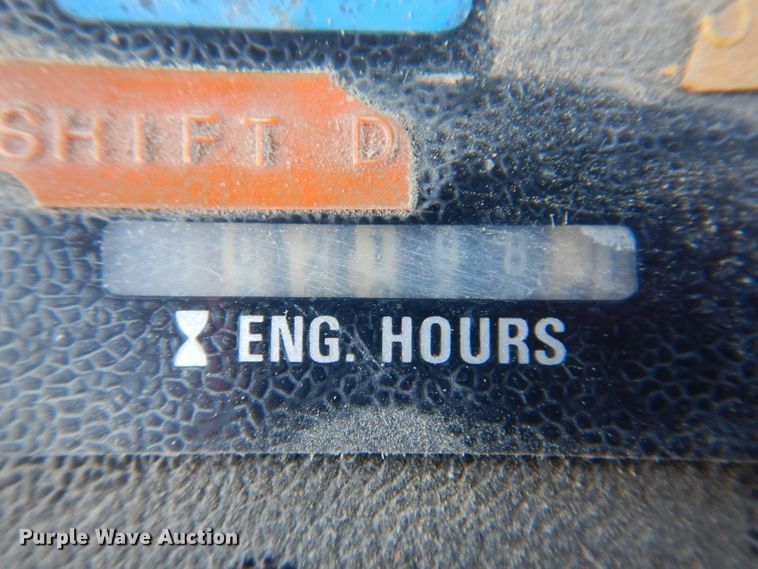 SHIFT D
ENG. HOURS
Purple Wave Auction